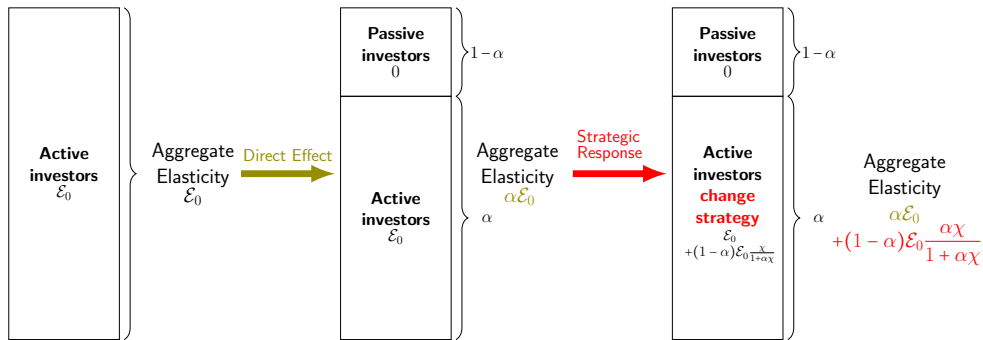 Active
investors
ℰ₀
Aggregate
Elasticity
ℰ₀
Direct Effect
Passive
investors
0
1 − α
Active
investors
ℰ₀
α
Aggregate
Elasticity
αℰ₀
Strategic
Response
Passive
investors
0
1 − α
Active
investors
change
strategy
ℰ₀
+(1−α)ℰ₀ χ/(1+αχ)
α
Aggregate
Elasticity
αℰ₀
+(1 − α)ℰ₀ αχ/(1 + αχ)